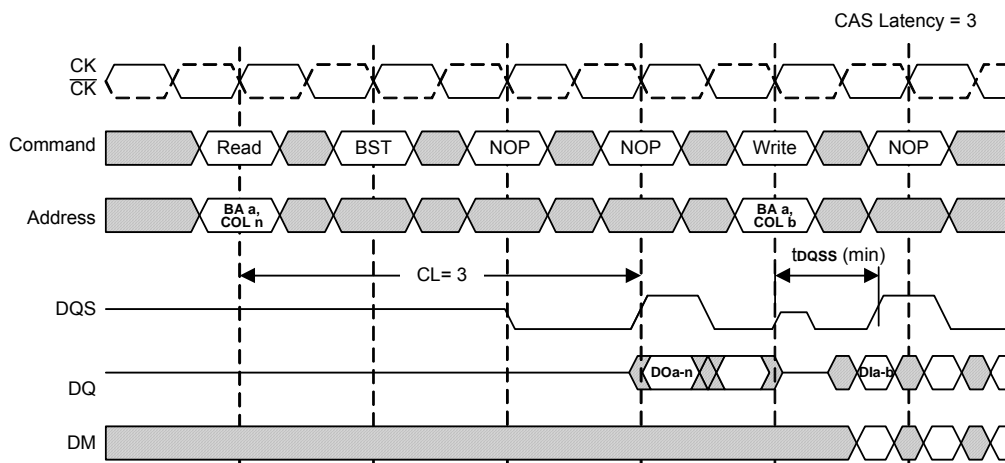 CAS Latency = 3
CK
CK
Command Read BST NOP NOP Write NOP
Address BA a, COL n BA a, COL b
tDQSS (min)
CL= 3
DQS
DQ DOa-n DIa-b
DM